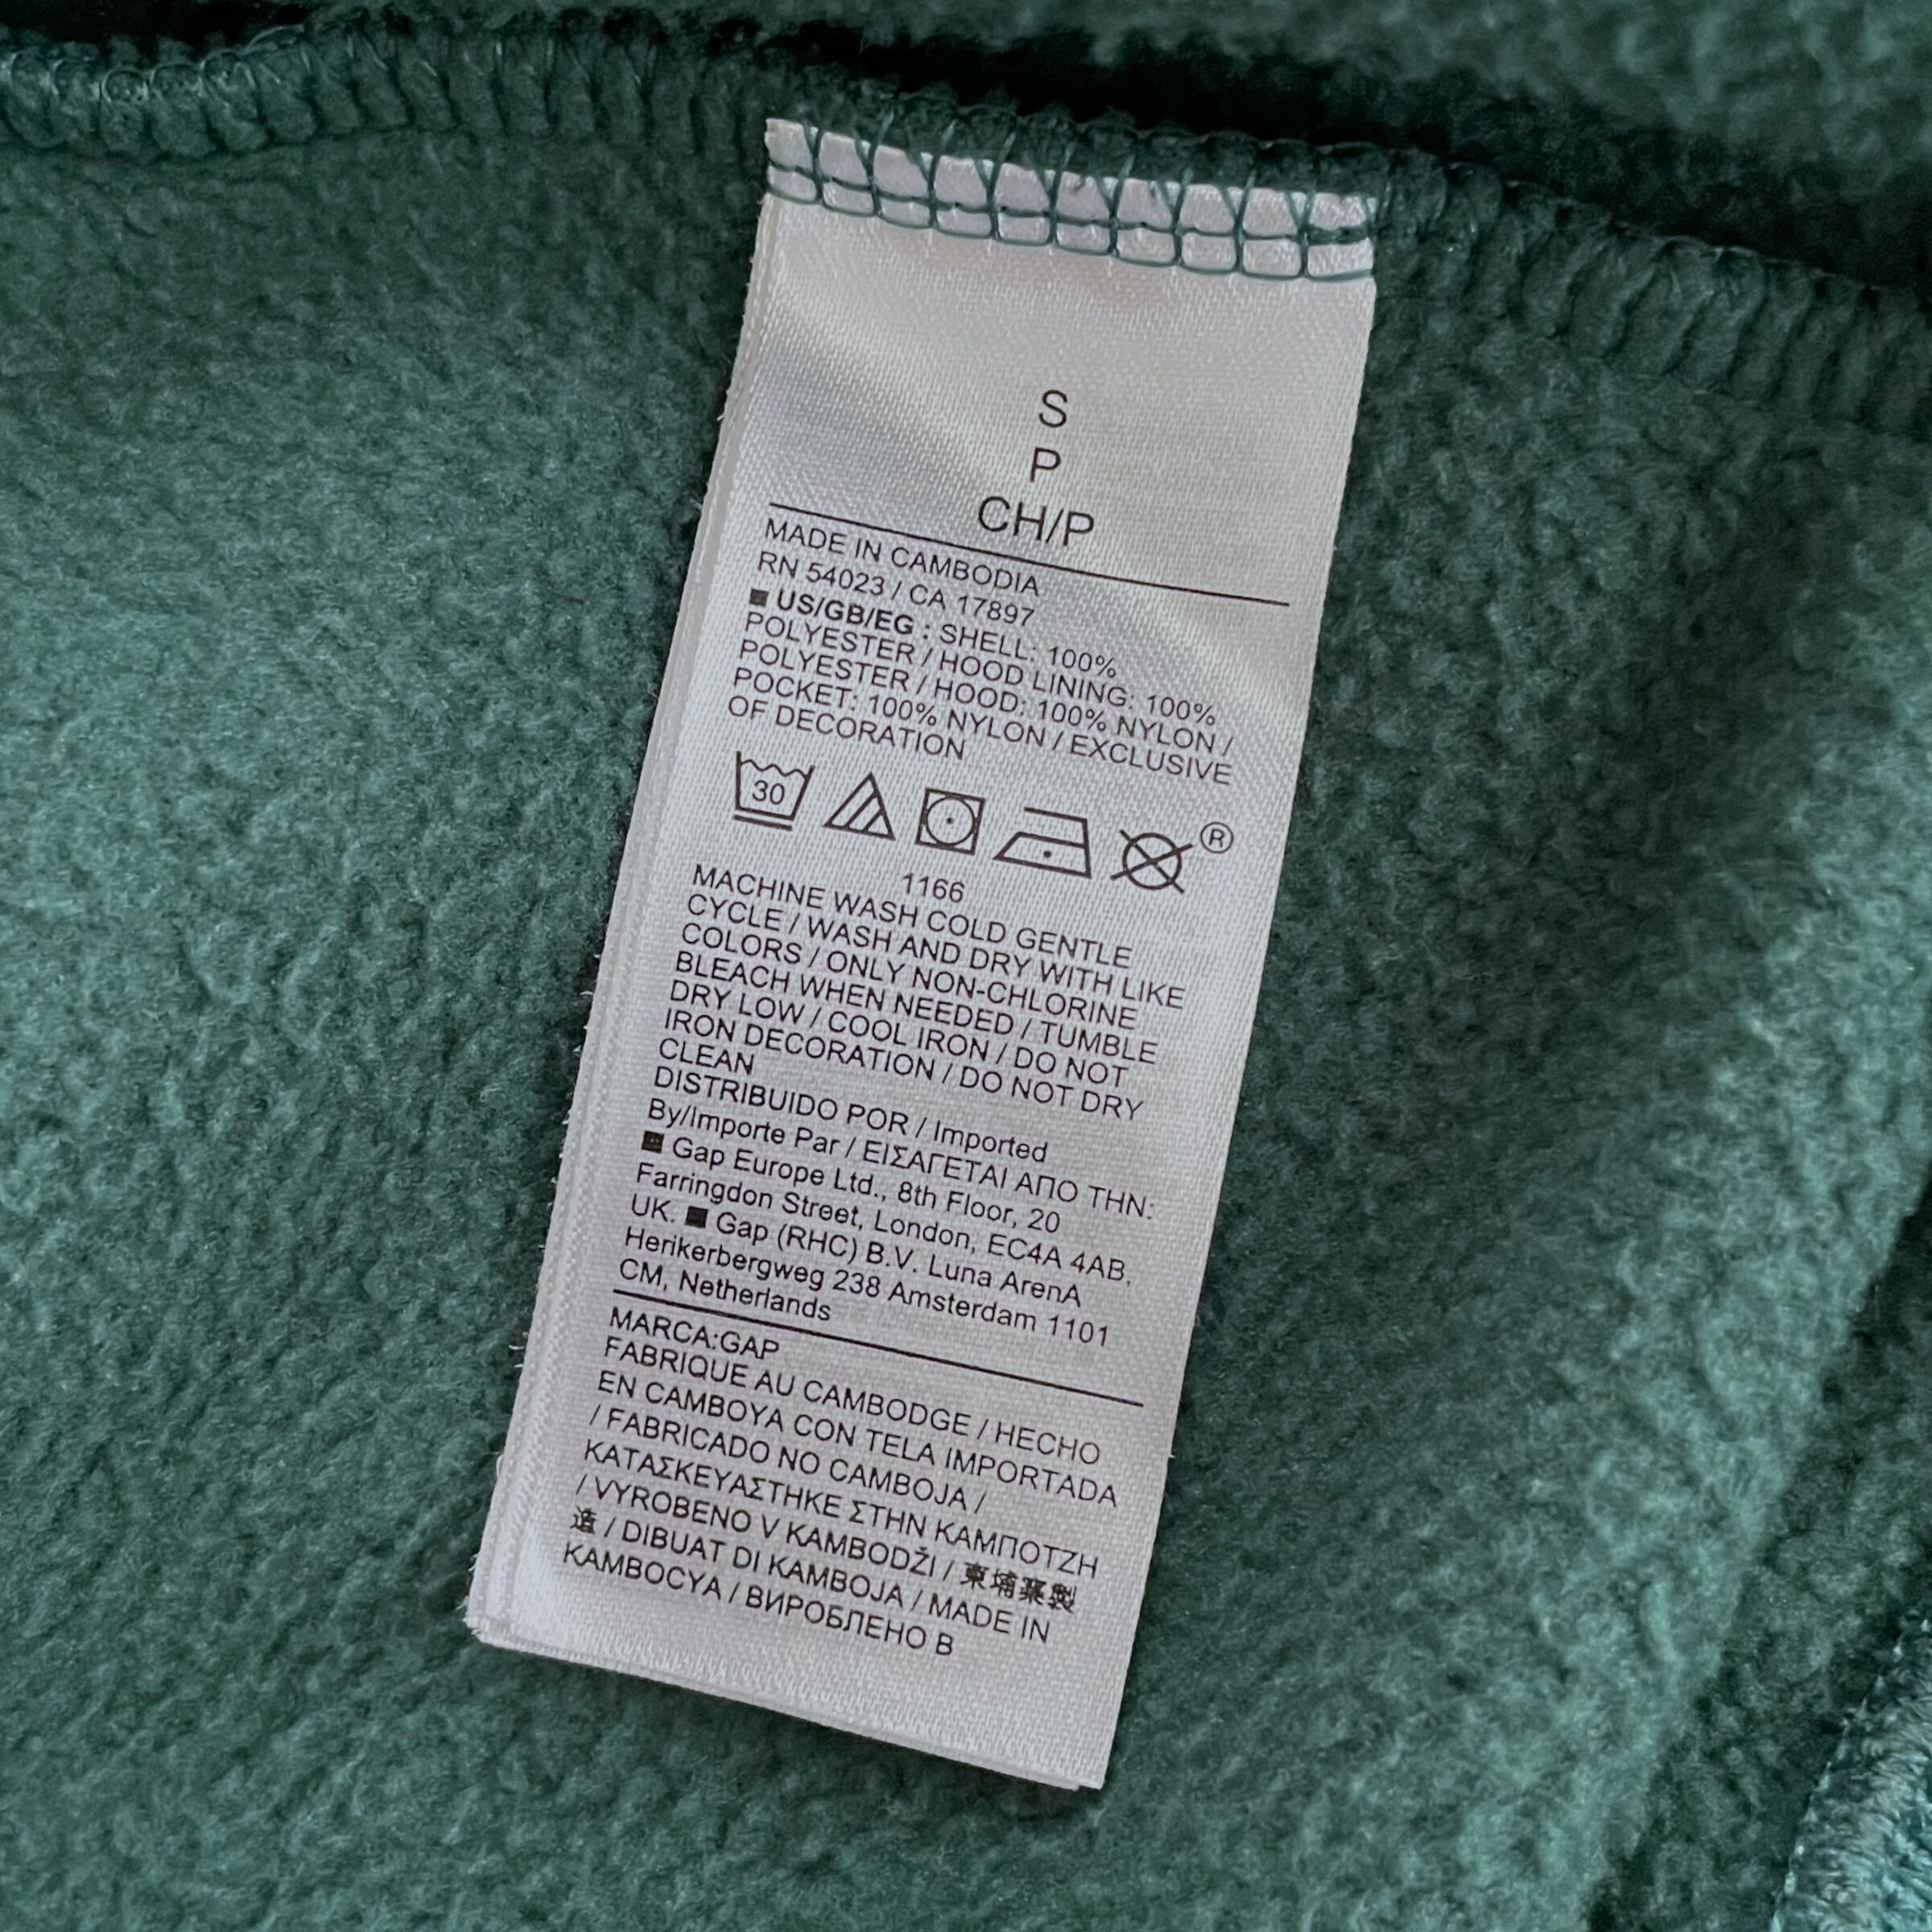 S
P
CH/P
MADE IN CAMBODIA
RN 54023 / CA 17897
■ US/GB/EG : SHELL: 100%
POLYESTER / HOOD LINING: 100%
POLYESTER / HOOD: 100% NYLON /
POCKET: 100% NYLON / EXCLUSIVE
OF DECORATION
30
®
1166
MACHINE WASH COLD GENTLE
CYCLE / WASH AND DRY WITH LIKE
COLORS / ONLY NON-CHLORINE
BLEACH WHEN NEEDED / TUMBLE
DRY LOW / COOL IRON / DO NOT
IRON DECORATION / DO NOT DRY
CLEAN
DISTRIBUIDO POR / Imported
By/Importe Par / ΕΙΣΑΓΕΤΑΙ ΑΠΟ ΤΗΝ:
■ Gap Europe Ltd., 8th Floor, 20
Farringdon Street, London, EC4A 4AB,
UK. ■ Gap (RHC) B.V. Luna ArenA
Herikerbergweg 238 Amsterdam 1101
CM, Netherlands
MARCA:GAP
FABRIQUE AU CAMBODGE / HECHO
EN CAMBOYA CON TELA IMPORTADA
/ FABRICADO NO CAMBOJA /
ΚΑΤΑΣΚΕΥΑΣΤΗΚΕ ΣΤΗΝ ΚΑΜΠΟΤΖΗ
/ VYROBENO V KAMBODŽI / 柬埔寨製
造 / DIBUAT DI KAMBOJA / MADE IN
KAMBOCYA / ВИРОБЛЕНО В